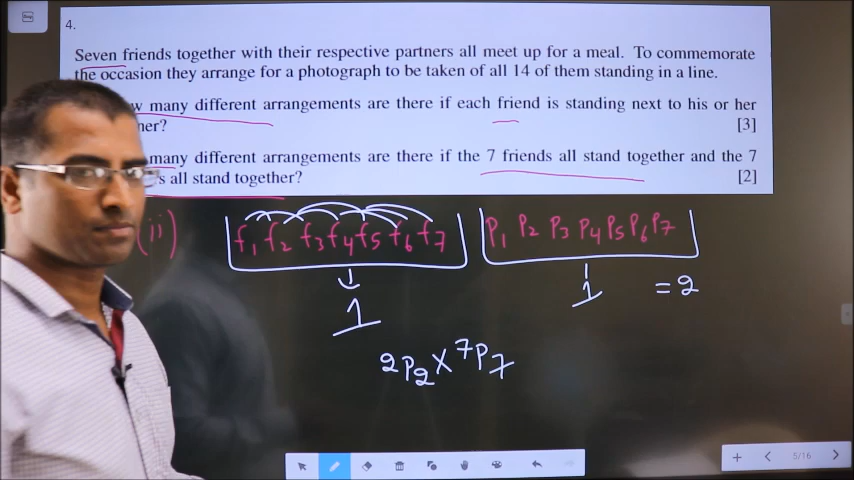 4.
Seven friends together with their respective partners all meet up for a meal. To commemorate
the occasion they arrange for a photograph to be taken of all 14 of them standing in a line.
w many different arrangements are there if each friend is standing next to his or her
her? [3]
many different arrangements are there if the 7 friends all stand together and the 7
s all stand together? [2]
(ii) f1 f2 f3 f4 f5 f6 f7 P1 P2 P3 P4 P5 P6 P7
1 1 = 2
2P2 X 7P7
5/16